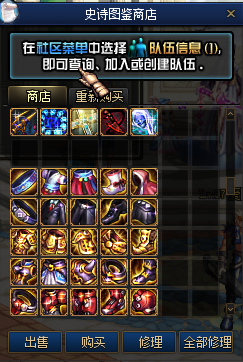 史诗图鉴商店
在社区菜单中选择 队伍信息(I),
即可查询、加入或创建队伍.
商店 重新购买
出售 购买 修理 全部修理